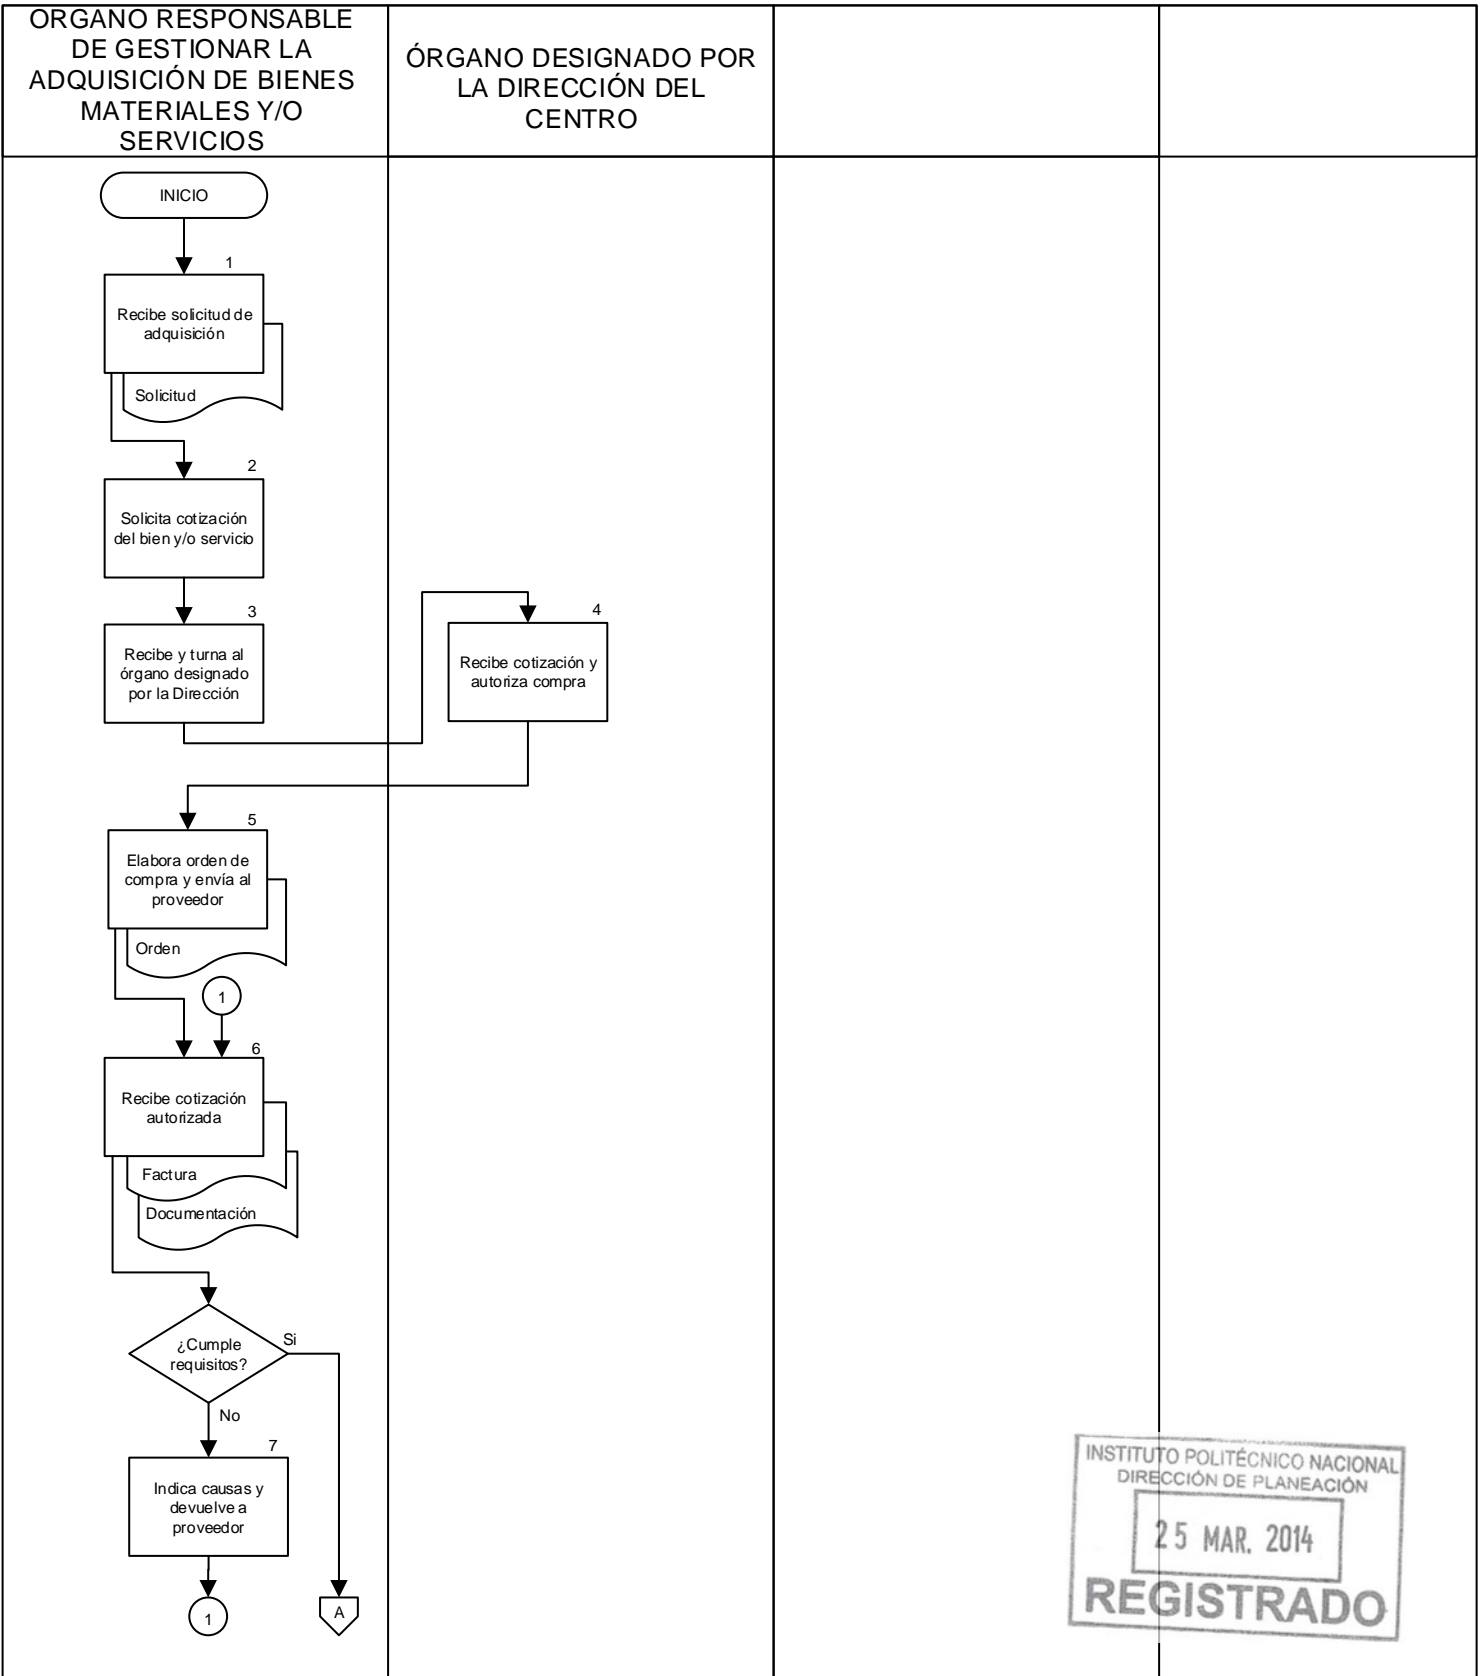 ORGANO RESPONSABLE
DE GESTIONAR LA
ADQUISICIÓN DE BIENES
MATERIALES Y/O
SERVICIOS
ÓRGANO DESIGNADO POR
LA DIRECCIÓN DEL
CENTRO
INICIO
1
Recibe solicitud de
adquisición
Solicitud
2
Solicita cotización
del bien y/o servicio
3
Recibe y turna al
órgano designado
por la Dirección
4
Recibe cotización y
autoriza compra
5
Elabora orden de
compra y envía al
proveedor
Orden
1
6
Recibe cotización
autorizada
Factura
Documentación
¿Cumple
requisitos?
Si
No
7
Indica causas y
devuelve a
proveedor
1
A
INSTITUTO POLITÉCNICO NACIONAL
DIRECCIÓN DE PLANEACIÓN
25 MAR. 2014
REGISTRADO